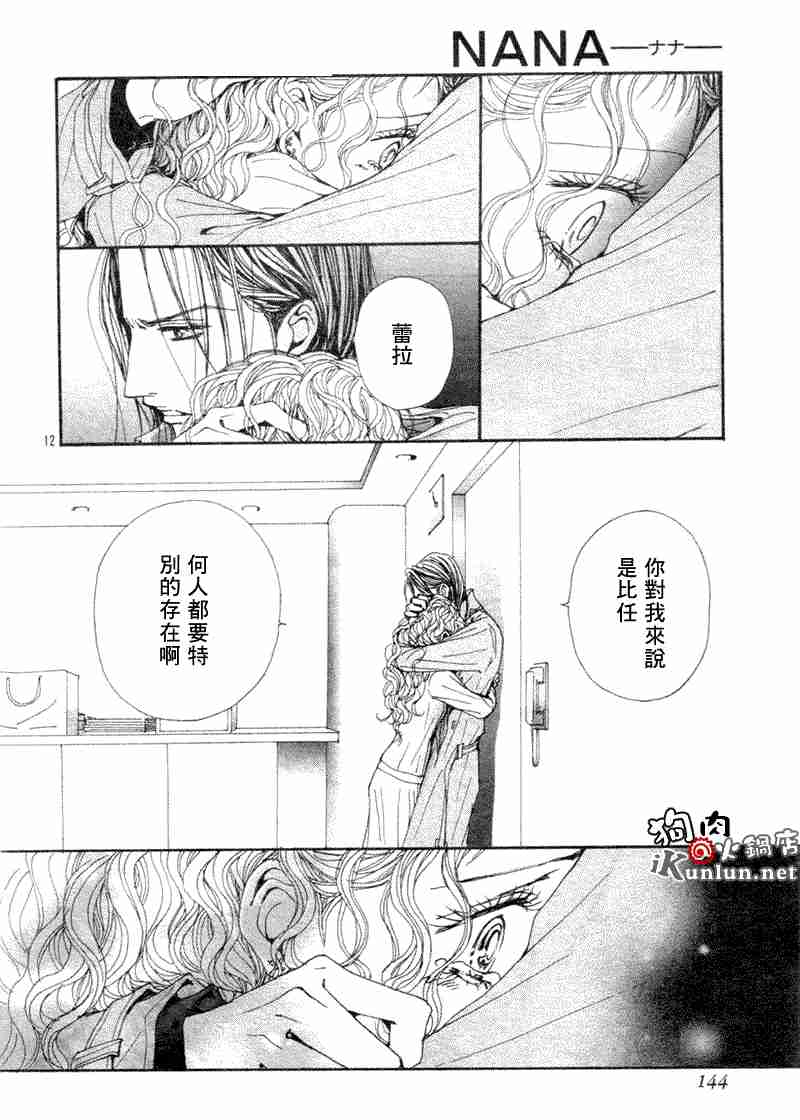 NANA—ナナ—
蕾拉
12
你對我來說
是比任
何人都要特
別的存在啊
狗肉
火鍋店
iKunlun.net
144